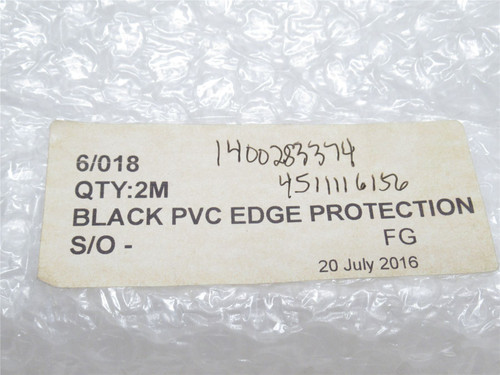 6/018 1400283374
QTY:2M 4511116156
BLACK PVC EDGE PROTECTION
S/O - FG
20 July 2016